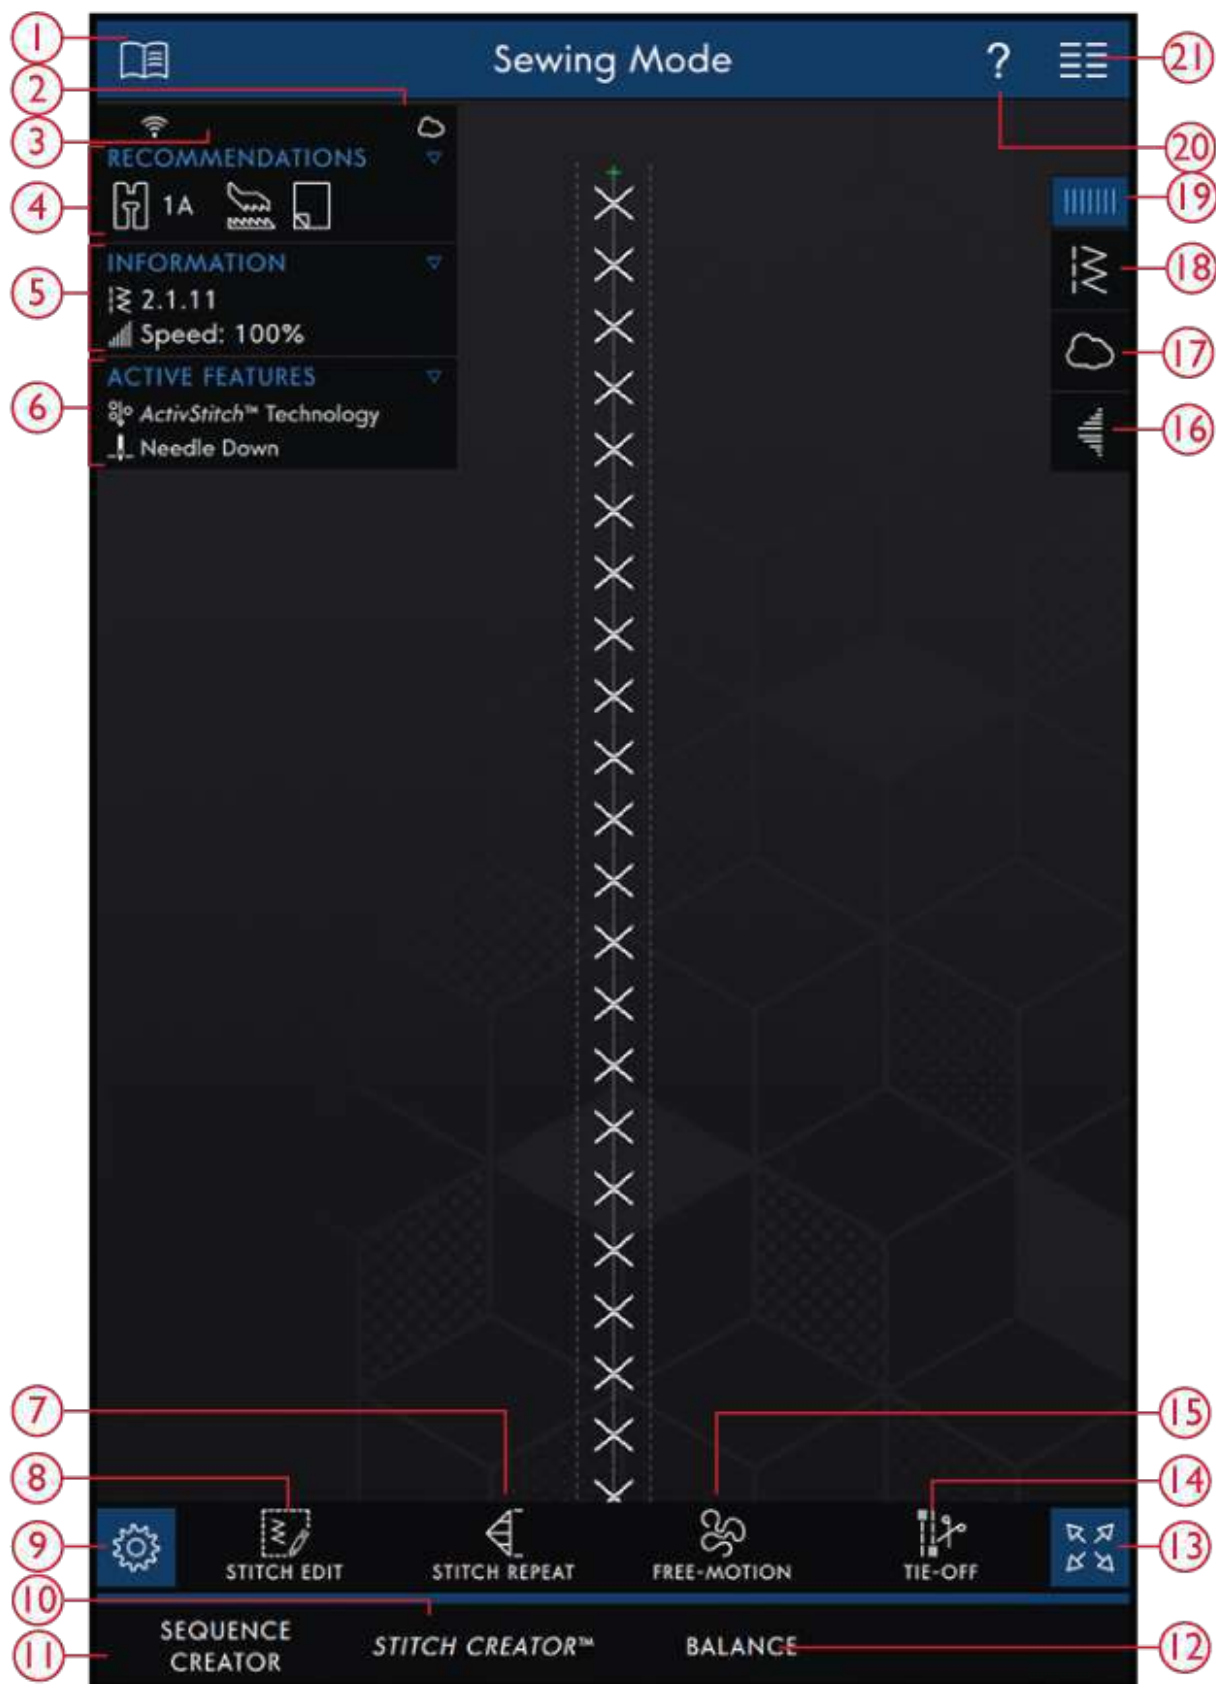 1
Sewing Mode
?
21
2
3
20
RECOMMENDATIONS
4
1A
19
INFORMATION
5
2.1.11
18
Speed: 100%
17
ACTIVE FEATURES
6
ActivStitch™ Technology
16
Needle Down
7
15
8
14
9
STITCH EDIT
STITCH REPEAT
FREE-MOTION
TIE-OFF
13
10
11
SEQUENCE
CREATOR
STITCH CREATOR™
BALANCE
12